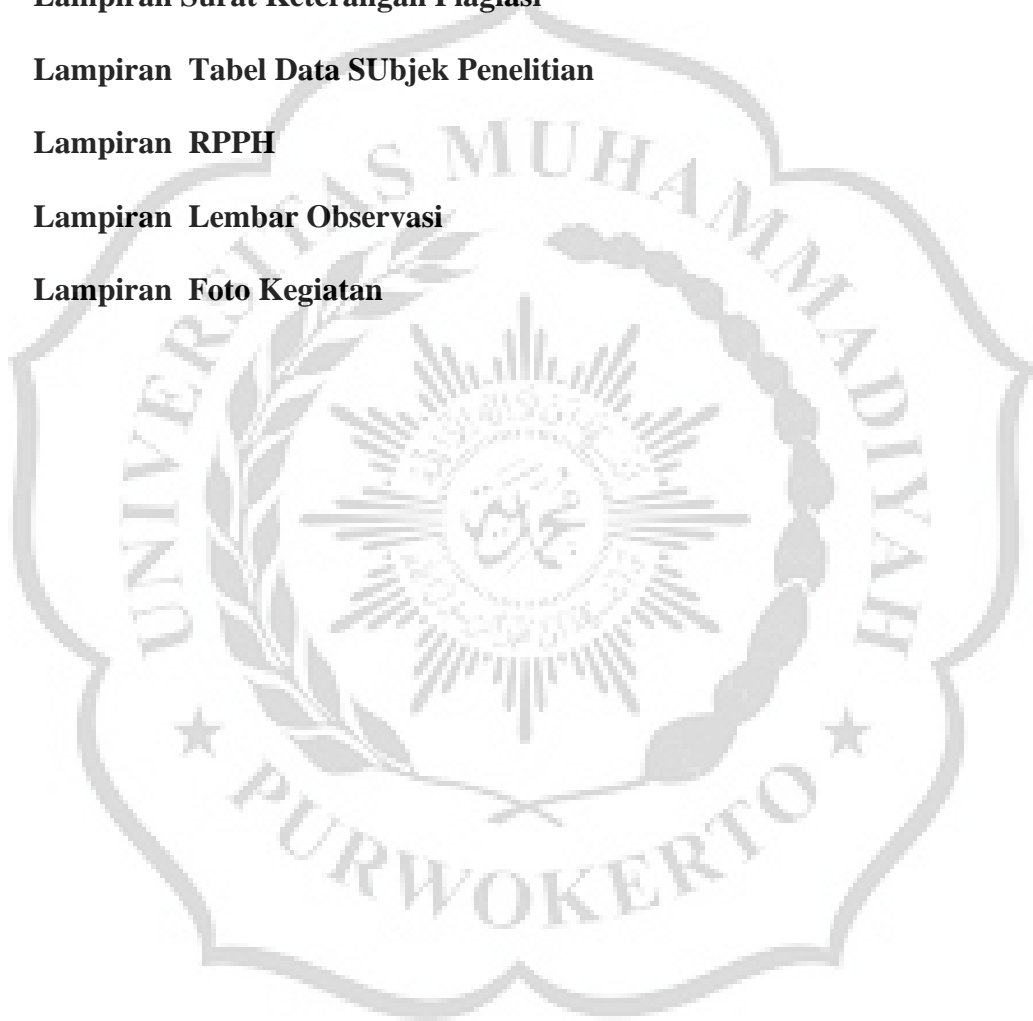 Lampiran Surat Keterangan Plagiasi
Lampiran Tabel Data SUbjek Penelitian
Lampiran RPPH
Lampiran Lembar Observasi
Lampiran Foto Kegiatan
UNIVERSITAS MUHAMMADIYAH
PURWOKERTO